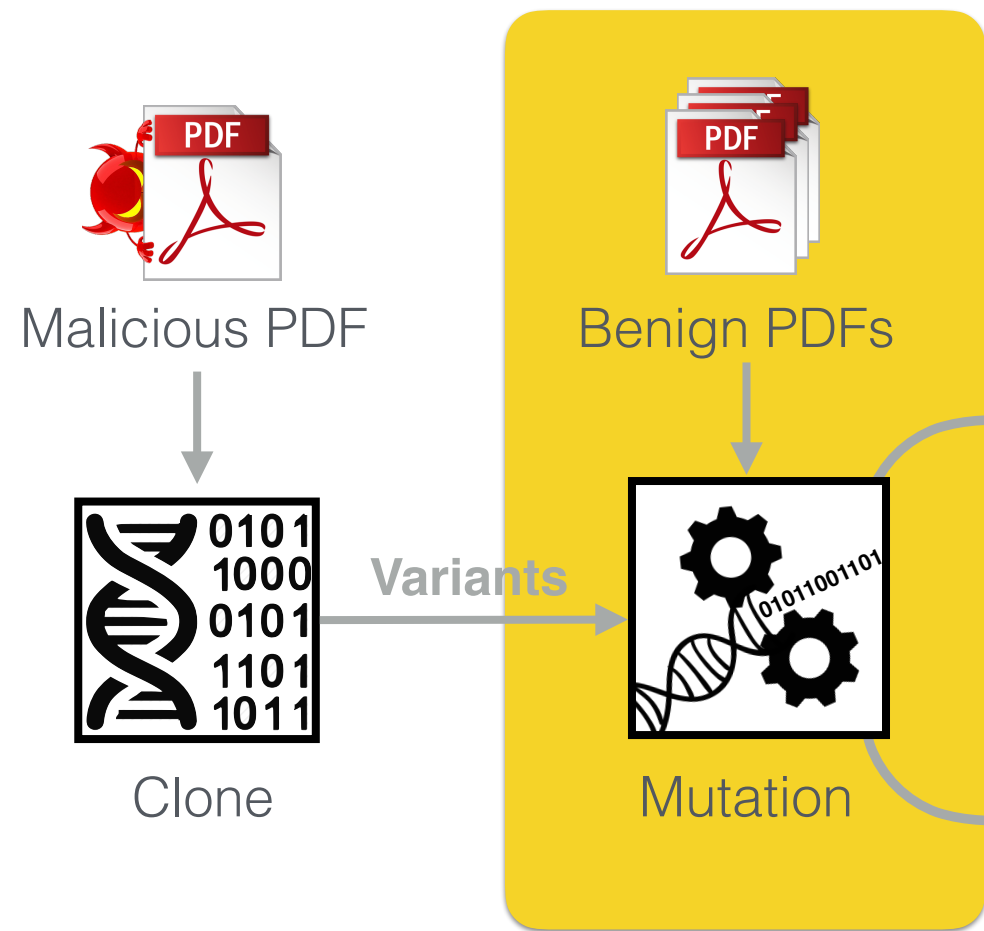 PDF
PDF
Malicious PDF
Benign PDFs
0101
1000
0101
1101
1011
Variants
01011001101
Clone
Mutation